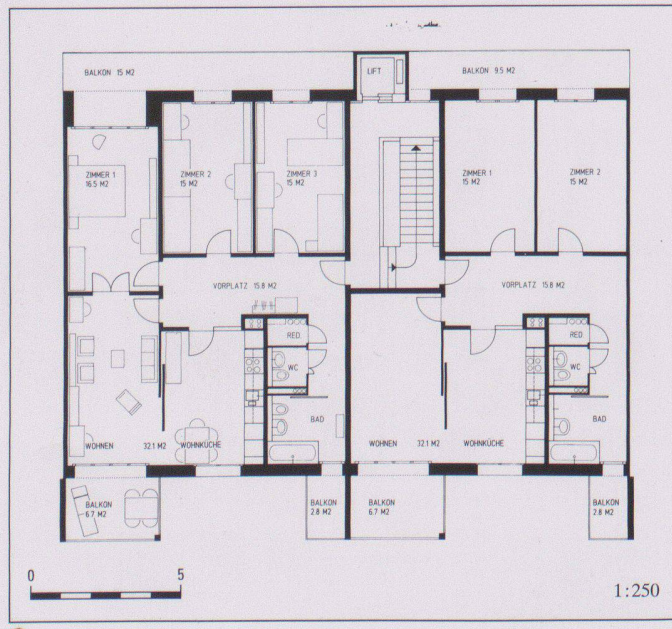 BALKON 15 M2
LIFT
BALKON 9.5 M2
ZIMMER 1
16.5 M2
ZIMMER 2
15 M2
ZIMMER 3
15 M2
ZIMMER 1
15 M2
ZIMMER 2
15 M2
VORPLATZ 15.8 M2
VORPLATZ 15.8 M2
RED.
WC
BAD
WOHNEN
32.1 M2
WOHNKÜCHE
RED.
WC
BAD
WOHNEN
32.1 M2
WOHNKÜCHE
BALKON
6.7 M2
BALKON
2.8 M2
BALKON
6.7 M2
BALKON
2.8 M2
0
5
1:250